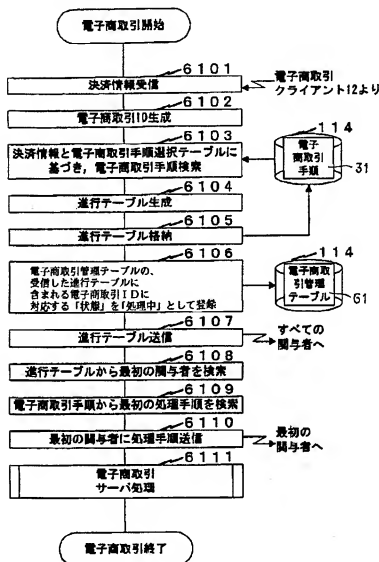 電子商取引開始
6101
決済情報受信
電子商取引
クライアント12より
6102
電子商取引ID生成
6103
決済情報と電子商取引手順選択テーブルに
基づき，電子商取引手順検索
114
電子
商取引
手順
31
6104
進行テーブル生成
6105
進行テーブル格納
6106
電子商取引管理テーブルの、
受信した進行テーブルに
含まれる電子商取引IDに
対応する「状態」を「処理中」として登録
114
電子商取
引管理
テーブル
61
6107
進行テーブル送信
すべての
関与者へ
6108
進行テーブルから最初の関与者を検索
6109
電子商取引手順から最初の処理手順を検索
6110
最初の関与者に処理手順送信
最初の
関与者へ
6111
電子商取引
サーバ処理
電子商取引終了